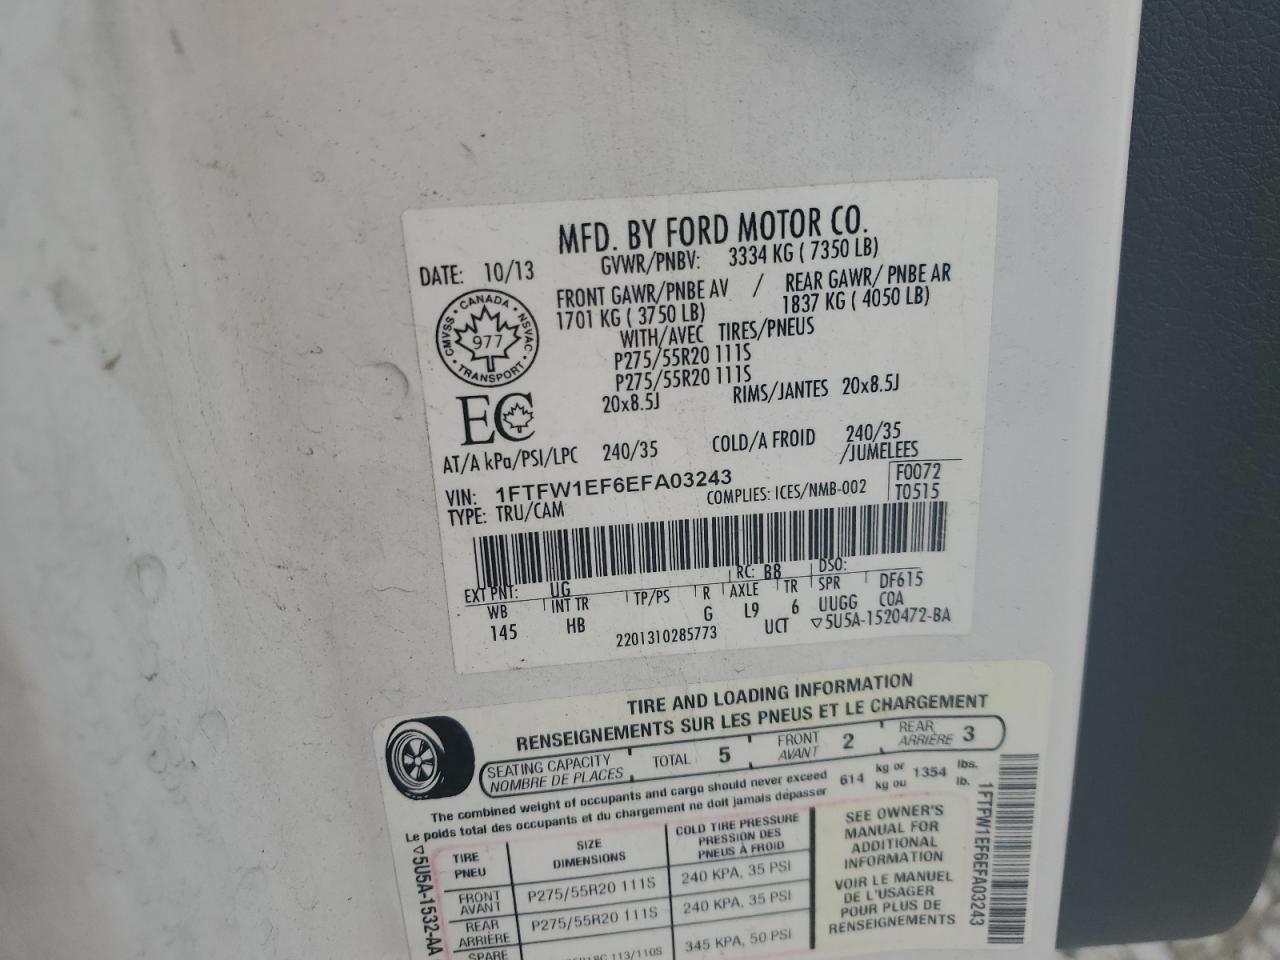 MFD. BY FORD MOTOR CO.
DATE: 10/13
GVWR/PNBV: 3334 KG ( 7350 LB)
FRONT GAWR/PNBE AV / REAR GAWR/ PNBE AR
1701 KG ( 3750 LB) 1837 KG ( 4050 LB)
WITH/AVEC TIRES/PNEUS
P275/55R20 111S
P275/55R20 111S
20x8.5J RIMS/JANTES 20x8.5J
CMVSS • CANADA • NSVAC • TRANSPORT •
977
EC
AT/A kPa/PSI/LPC 240/35 COLD/A FROID 240/35
/JUMELEES
VIN: 1FTFW1EF6EFA03243
TYPE: TRU/CAM
COMPLIES: ICES/NMB-002
F0072
T0515
EXT PNT: UG RC: B8 DSO:
WB INT TR TP/PS R AXLE TR SPR DF615
145 HB G L9 6 UUGG COA
2201310285773 UCT ▽5U5A-1520472-BA
TIRE AND LOADING INFORMATION
RENSEIGNEMENTS SUR LES PNEUS ET LE CHARGEMENT
SEATING CAPACITY
NOMBRE DE PLACES
TOTAL 5
FRONT
AVANT 2
REAR
ARRIÈRE 3
The combined weight of occupants and cargo should never exceed
Le poids total des occupants et du chargement ne doit jamais dépasser
614 kg or 1354 lbs.
kg ou lb.
TIRE
PNEU
SIZE
DIMENSIONS
COLD TIRE PRESSURE
PRESSION DES
PNEUS À FROID
FRONT
AVANT
P275/55R20 111S
240 KPA, 35 PSI
REAR
ARRIÈRE
P275/55R20 111S
240 KPA, 35 PSI
SPARE
113/110S
345 KPA, 50 PSI
SEE OWNER'S
MANUAL FOR
ADDITIONAL
INFORMATION
VOIR LE MANUEL
DE L'USAGER
POUR PLUS DE
RENSEIGNEMENTS
▽5U5A-1532-AA
1FTFW1EF6EFA03243